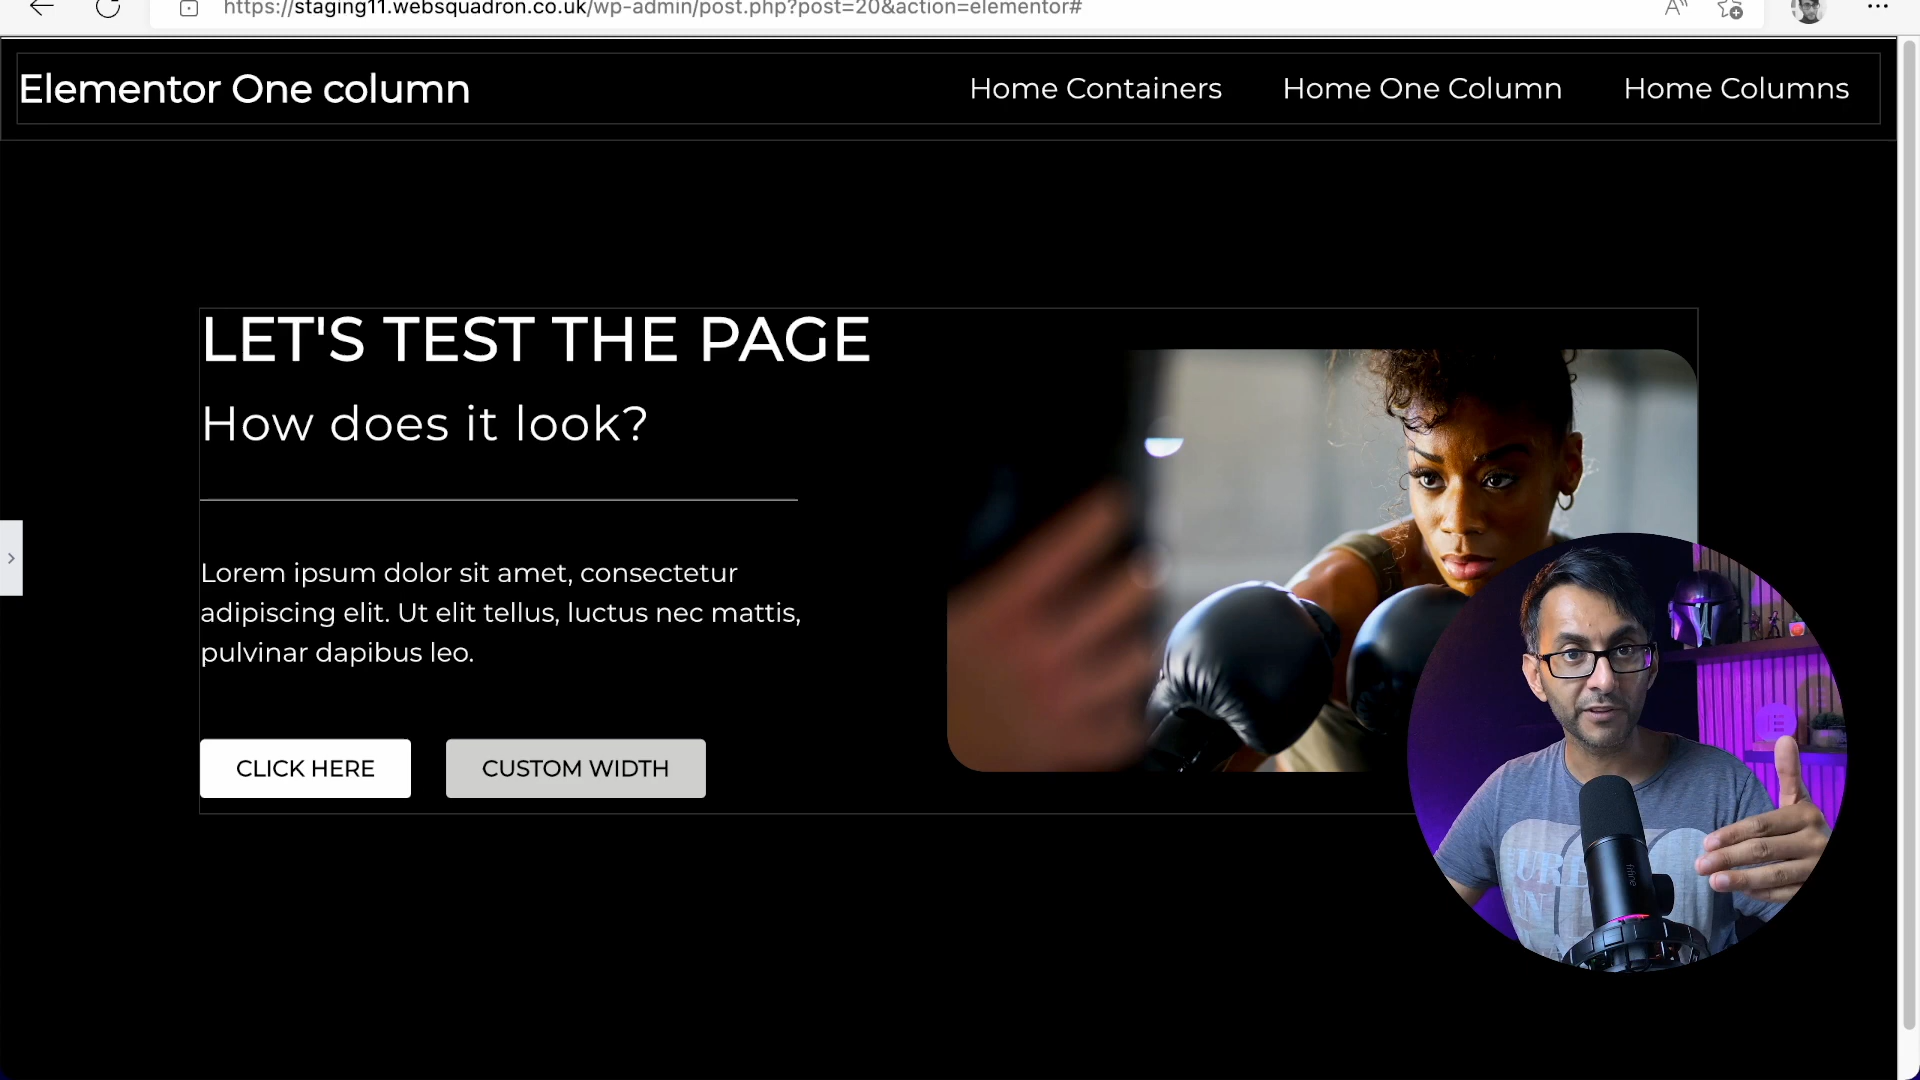 https://staging11.websquadron.co.uk/wp-admin/post.php?post=20&action=elementor#
Elementor One column
Home Containers
Home One Column
Home Columns
LET'S TEST THE PAGE
How does it look?
Lorem ipsum dolor sit amet, consectetur
adipiscing elit. Ut elit tellus, luctus nec mattis,
pulvinar dapibus leo.
CLICK HERE
CUSTOM WIDTH